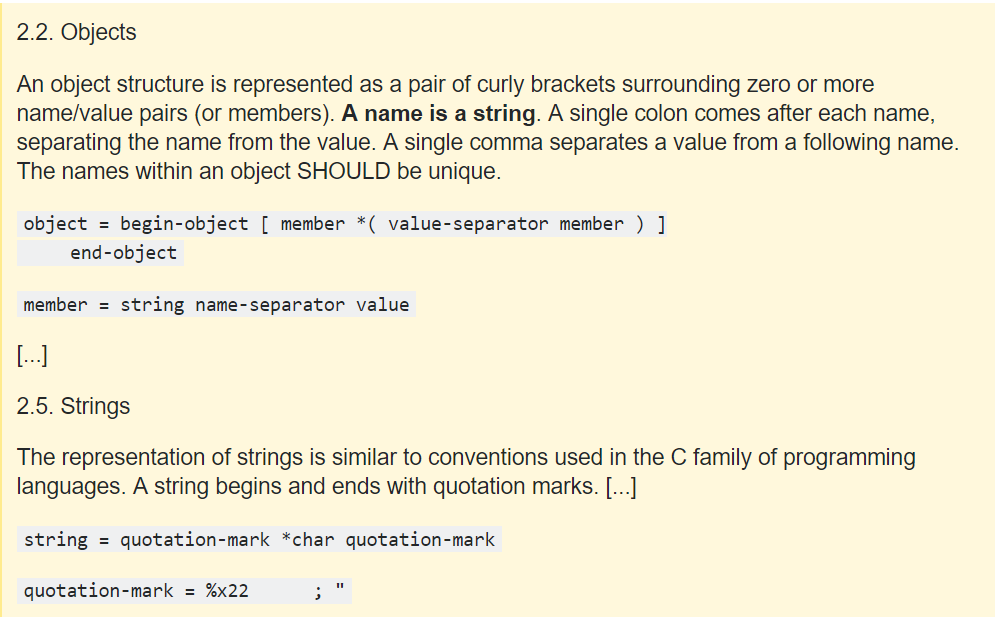 2.2. Objects
An object structure is represented as a pair of curly brackets surrounding zero or more
name/value pairs (or members). A name is a string. A single colon comes after each name,
separating the name from the value. A single comma separates a value from a following name.
The names within an object SHOULD be unique.
object = begin-object [ member *( value-separator member ) ]
end-object
member = string name-separator value
[...]
2.5. Strings
The representation of strings is similar to conventions used in the C family of programming
languages. A string begins and ends with quotation marks. [...]
string = quotation-mark *char quotation-mark
quotation-mark = %x22      ; "